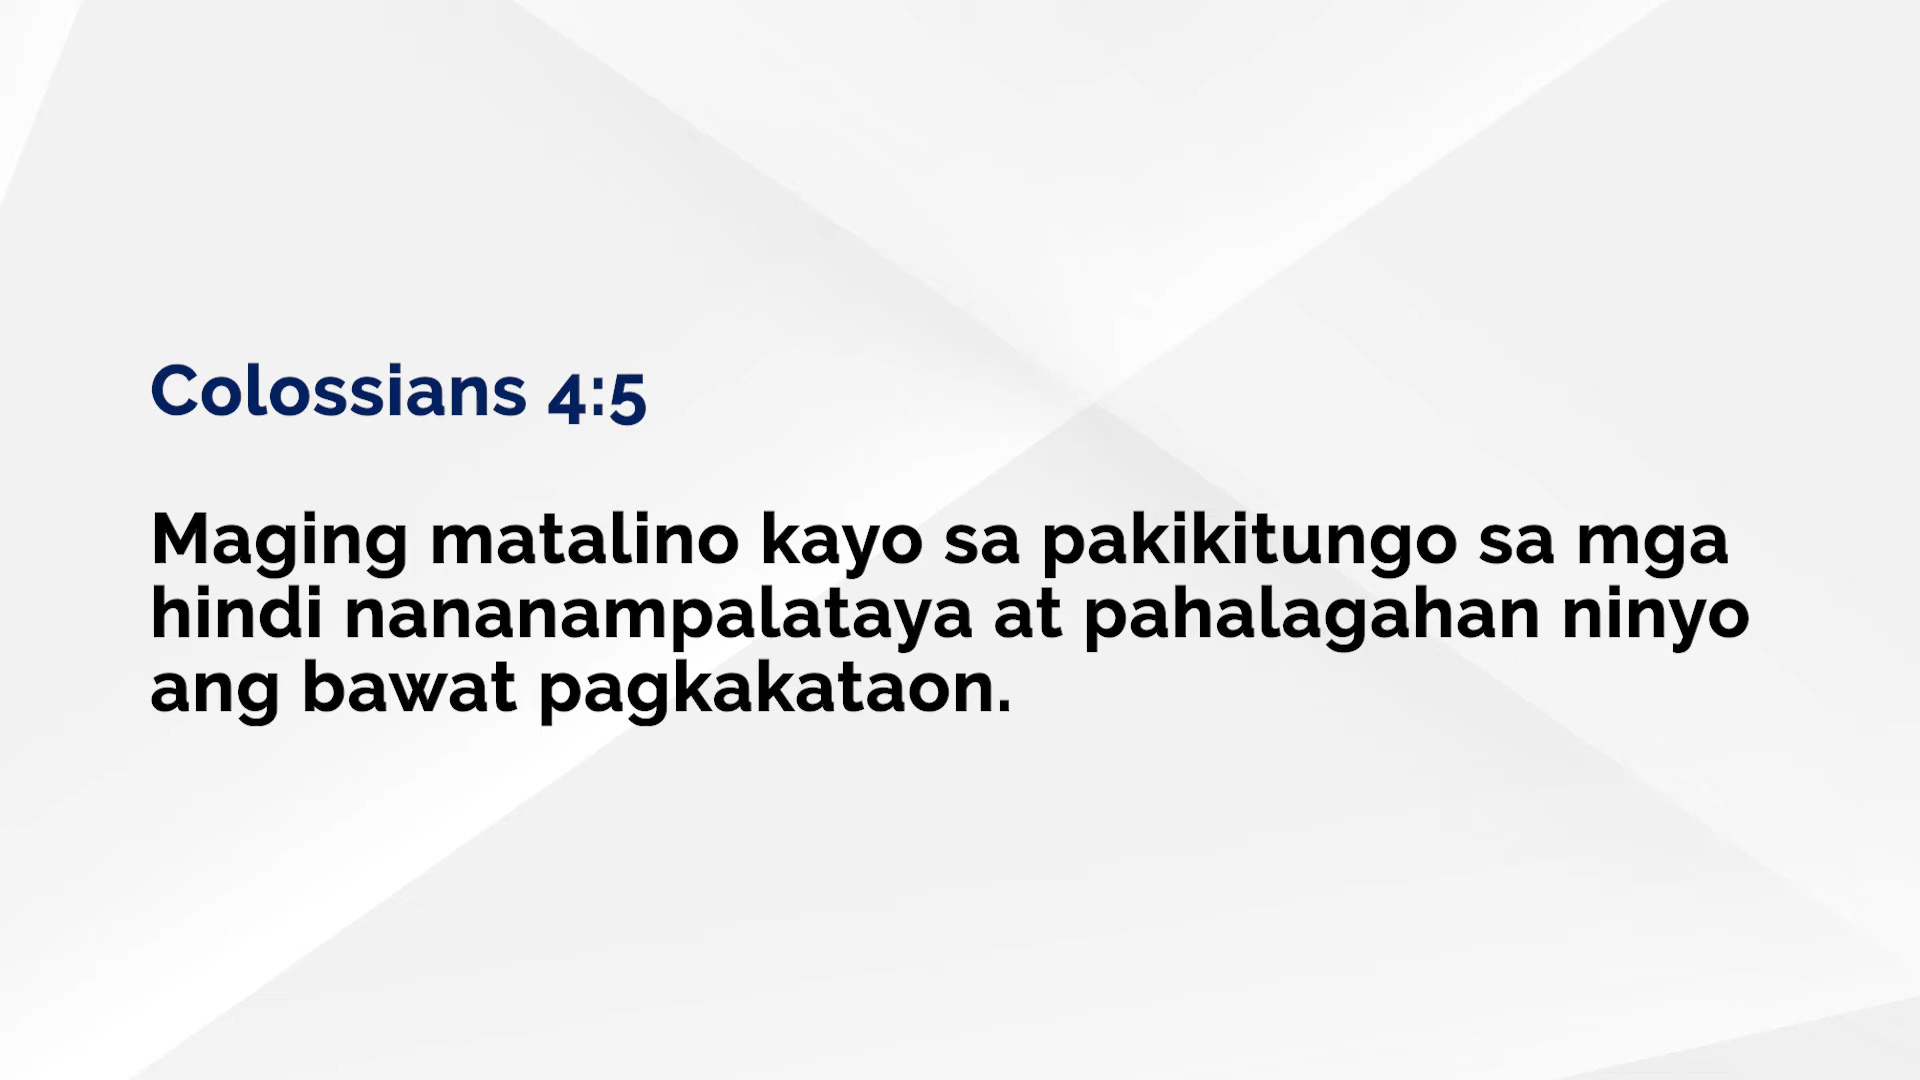 Colossians 4:5
Maging matalino kayo sa pakikitungo sa mga
hindi nananampalataya at pahalagahan ninyo
ang bawat pagkakataon.